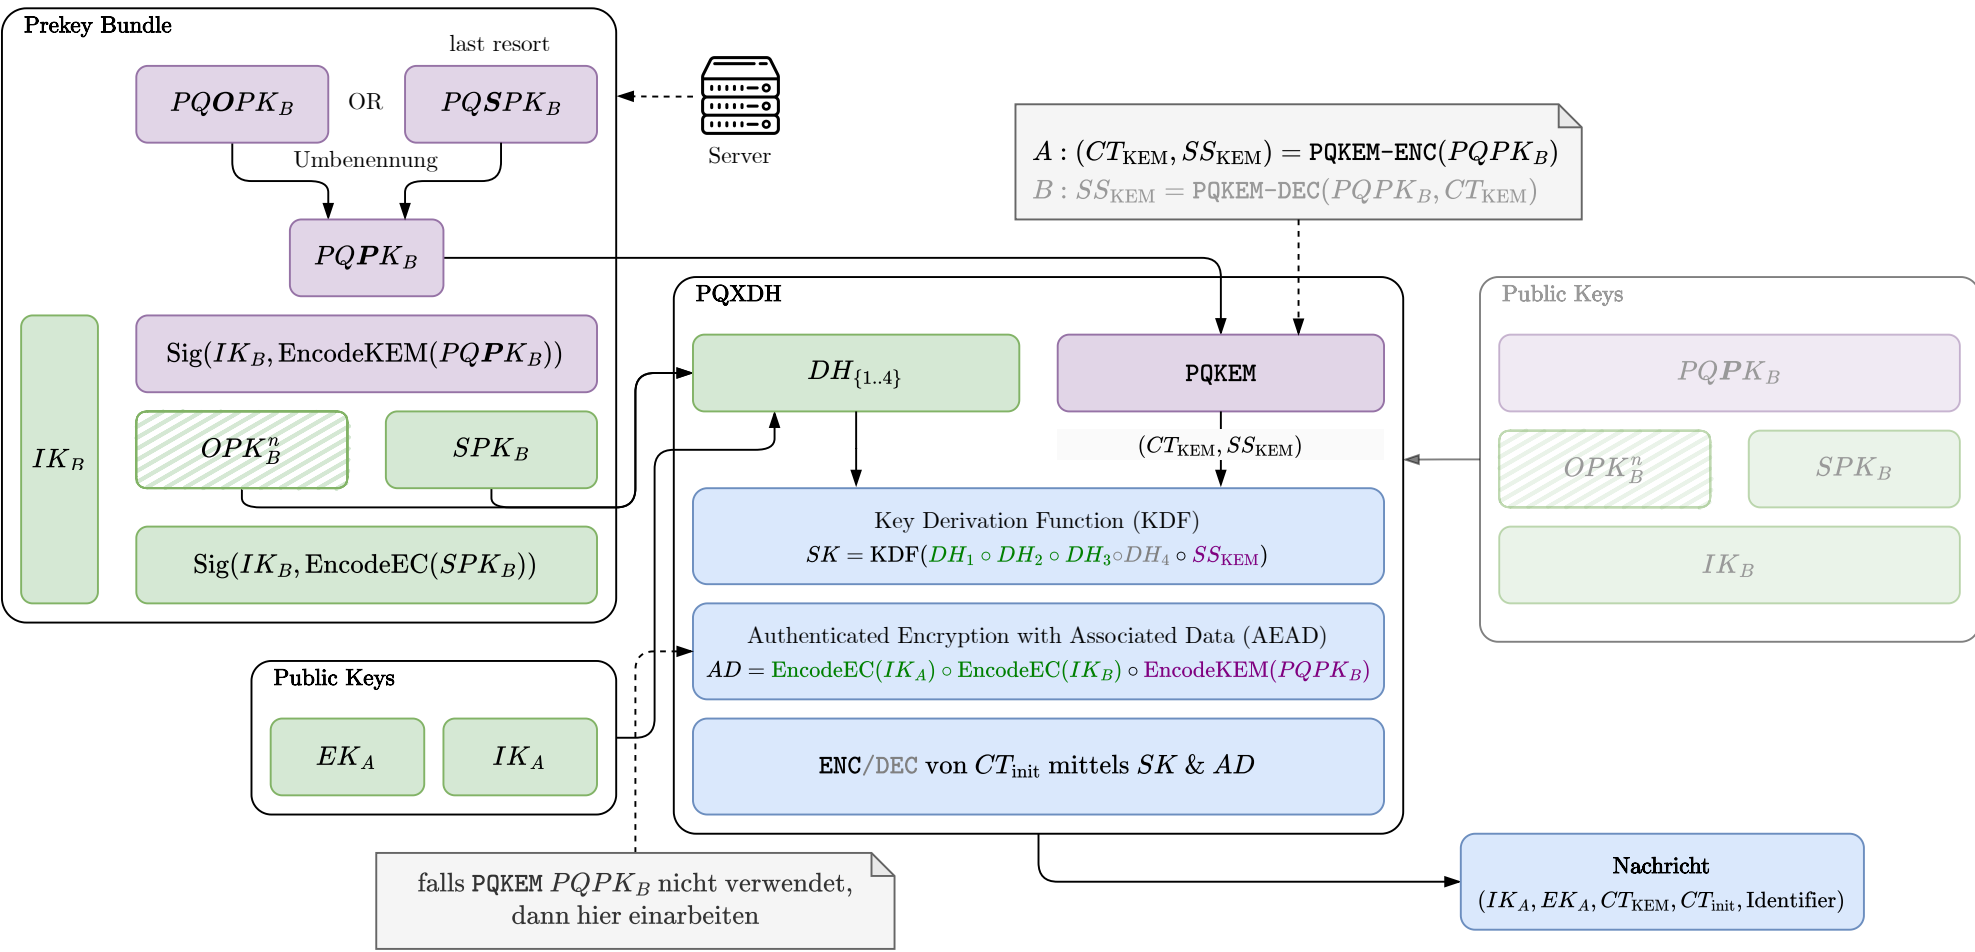 Prekey Bundle
last resort
PQOPK_B
OR
PQSPK_B
Umbenennung
PQPK_B
Sig(IK_B, EncodeKEM(PQPK_B))
IK_B
OPK_B^n
SPK_B
Sig(IK_B, EncodeEC(SPK_B))
Server
Public Keys
EK_A
IK_A
A : (CT_KEM, SS_KEM) = PQKEM-ENC(PQPK_B)
B : SS_KEM = PQKEM-DEC(PQPK_B, CT_KEM)
PQXDH
DH_{1..4}
PQKEM
(CT_KEM, SS_KEM)
Key Derivation Function (KDF)
SK = KDF(DH_1 ∘ DH_2 ∘ DH_3 ∘ DH_4 ∘ SS_KEM)
Authenticated Encryption with Associated Data (AEAD)
AD = EncodeEC(IK_A) ∘ EncodeEC(IK_B) ∘ EncodeKEM(PQPK_B)
ENC/DEC von CT_init mittels SK & AD
falls PQKEM PQPK_B nicht verwendet,
dann hier einarbeiten
Public Keys
PQPK_B
OPK_B^n
SPK_B
IK_B
Nachricht
(IK_A, EK_A, CT_KEM, CT_init, Identifier)